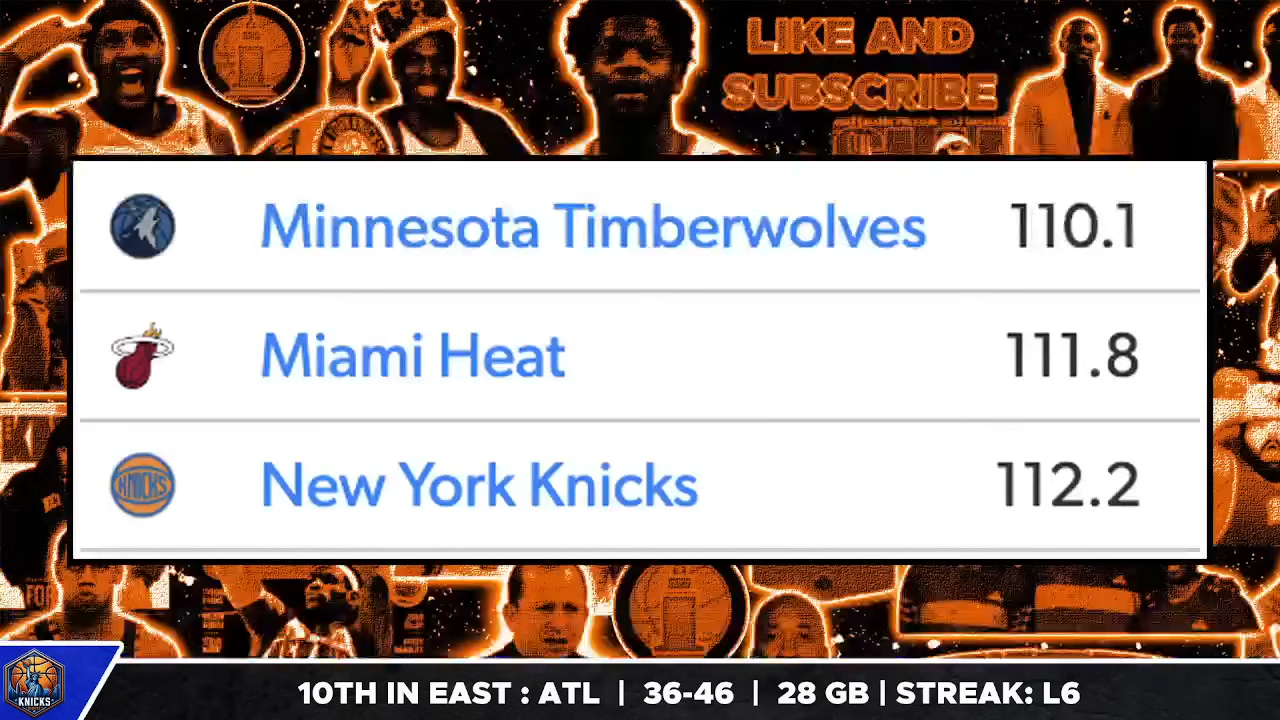 LIKE AND
SUBSCRIBE
Minnesota Timberwolves 110.1
Miami Heat 111.8
KNICKS
New York Knicks 112.2
KNICKS
10TH IN EAST : ATL | 36-46 | 28 GB | STREAK: L6